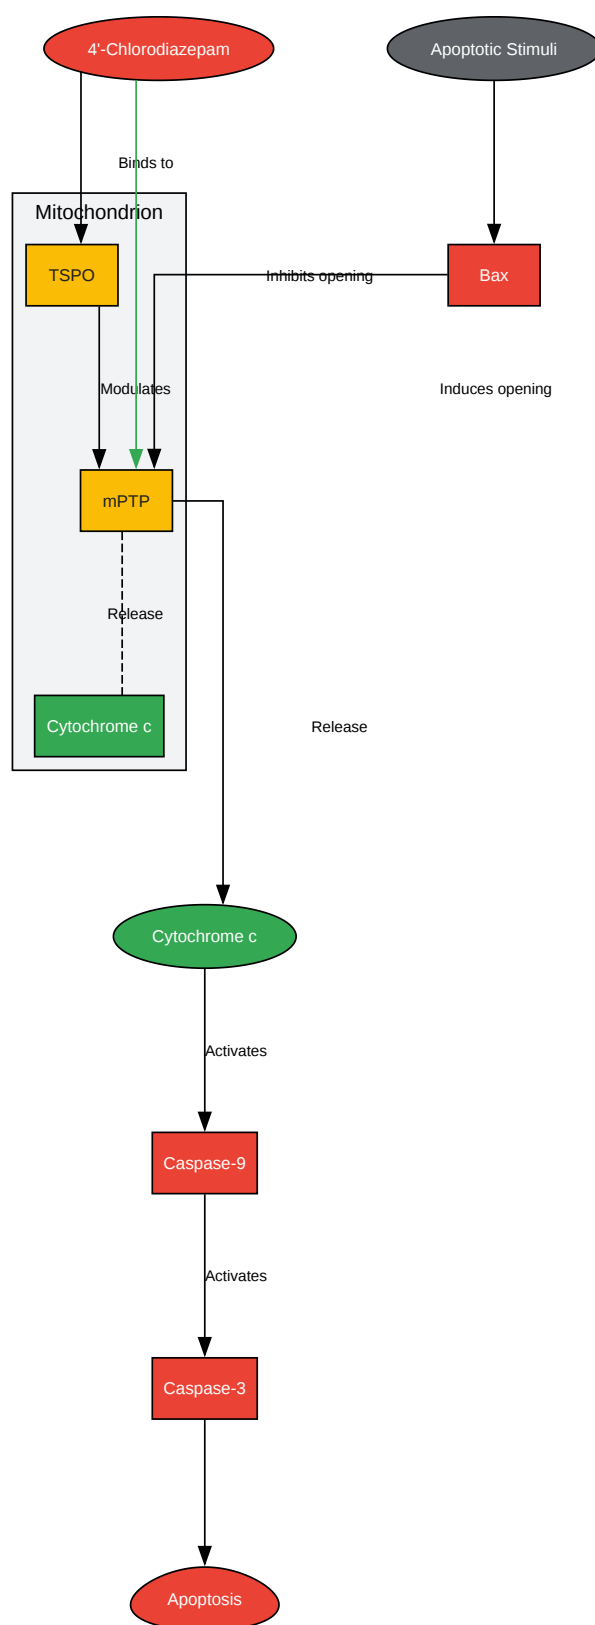 4'-Chlorodiazepam
Apoptotic Stimuli
Binds to
Mitochondrion
TSPO
Inhibits opening
Bax
Modulates
Induces opening
mPTP
Release
Cytochrome c
Release
Cytochrome c
Activates
Caspase-9
Activates
Caspase-3
Apoptosis